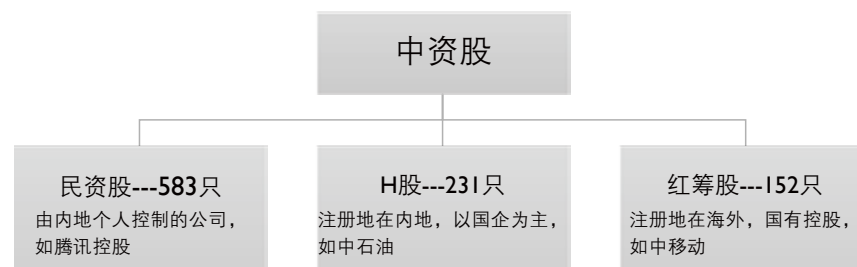 中资股
民资股---583只
由内地个人控制的公司，
如腾讯控股
H股---231只
注册地在内地，以国企为主，
如中石油
红筹股---152只
注册地在海外，国有控股，
如中移动